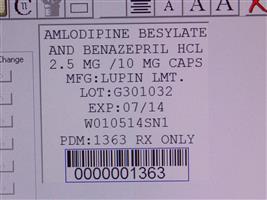 Change
AMLODIPINE BESYLATE
AND BENAZEPRIL HCL
2.5 MG /10 MG CAPS
MFG:LUPIN LMT.
LOT:G301032
EXP:07/14
W010514SN1
PDM:1363 RX ONLY
0000001363